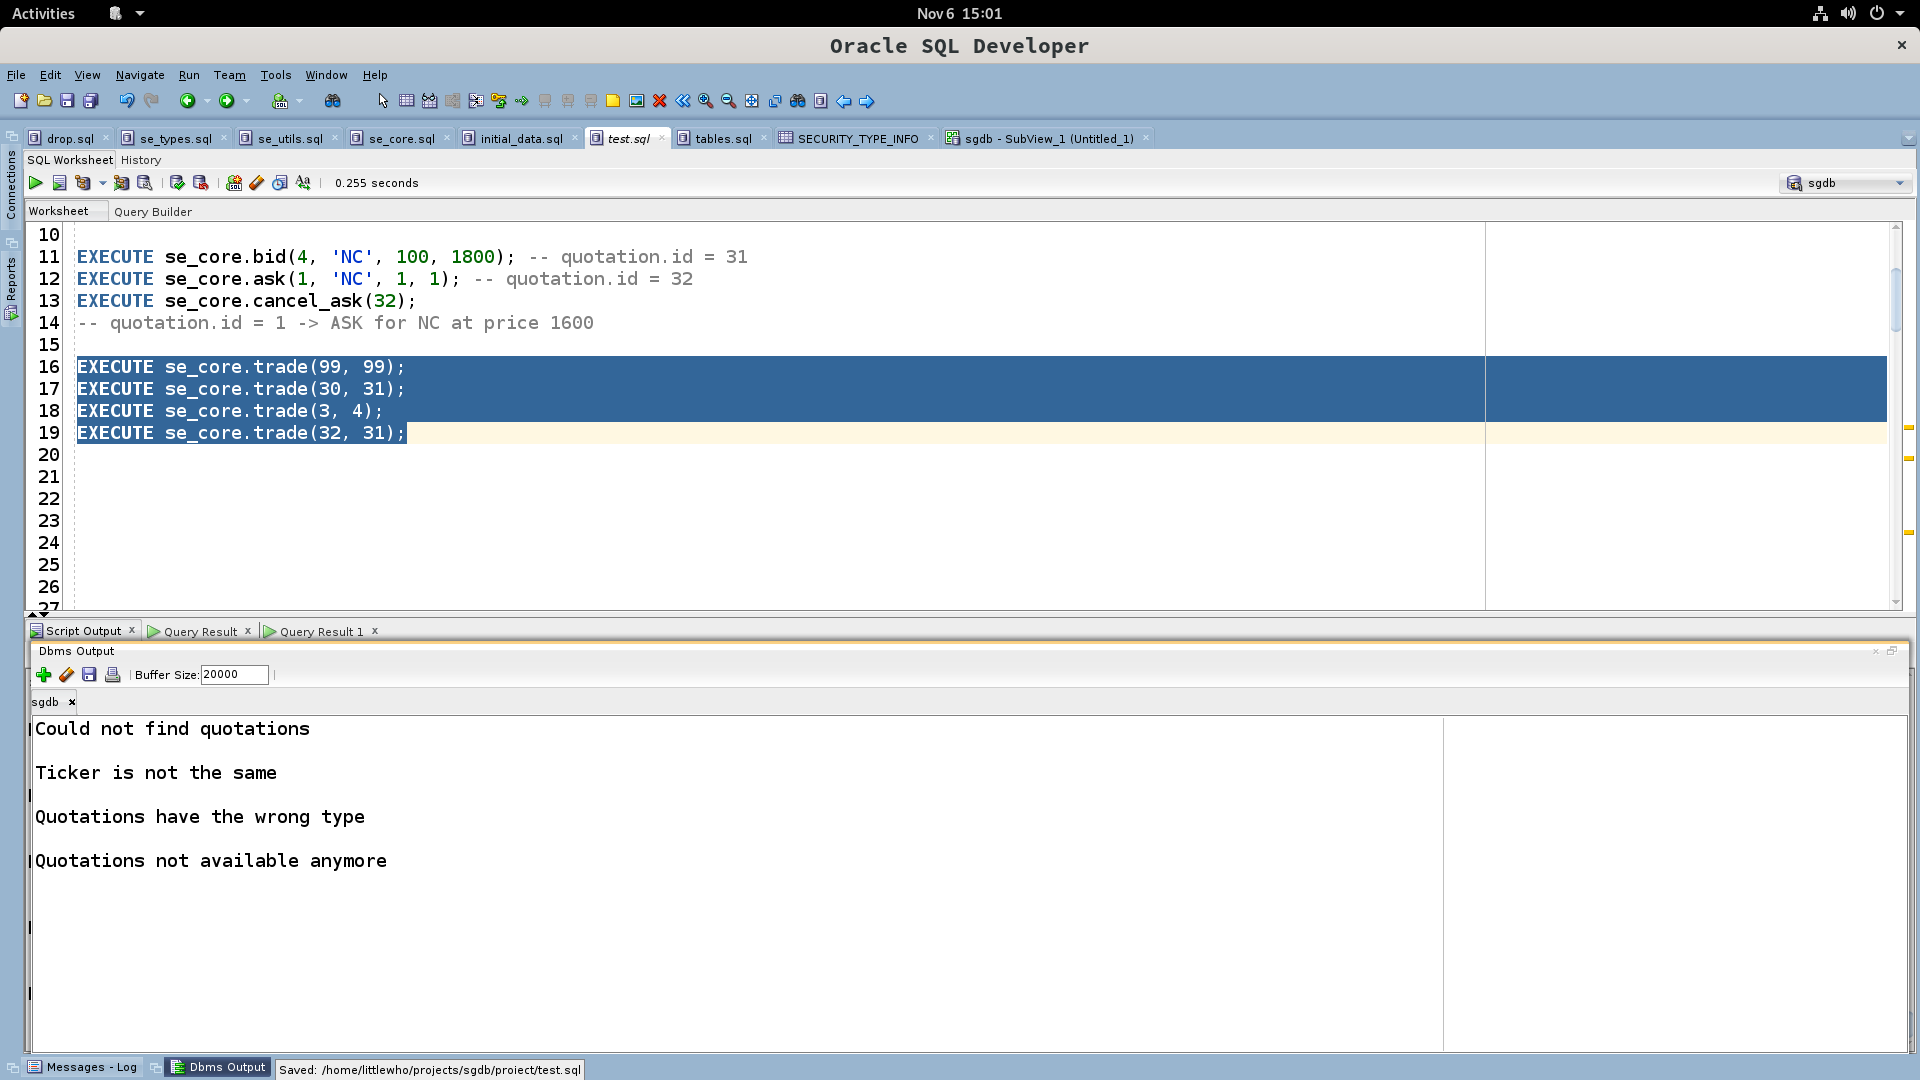 Activities
Nov 6 15:01
Oracle SQL Developer
File Edit View Navigate Run Team Tools Window Help
drop.sql se_types.sql se_utils.sql se_core.sql initial_data.sql test.sql tables.sql SECURITY_TYPE_INFO sgdb - SubView_1 (Untitled_1)
Connections
Reports
SQL Worksheet History
0.255 seconds
sgdb
Worksheet Query Builder
10
11 EXECUTE se_core.bid(4, 'NC', 100, 1800); -- quotation.id = 31
12 EXECUTE se_core.ask(1, 'NC', 1, 1); -- quotation.id = 32
13 EXECUTE se_core.cancel_ask(32);
14 -- quotation.id = 1 -> ASK for NC at price 1600
15
16 EXECUTE se_core.trade(99, 99);
17 EXECUTE se_core.trade(30, 31);
18 EXECUTE se_core.trade(3, 4);
19 EXECUTE se_core.trade(32, 31);
20
21
22
23
24
25
26
27
Script Output Query Result Query Result 1
Dbms Output
Buffer Size: 20000
sgdb
Could not find quotations
Ticker is not the same
Quotations have the wrong type
Quotations not available anymore
Messages - Log Dbms Output Saved: /home/littlewho/projects/sgdb/proiect/test.sql